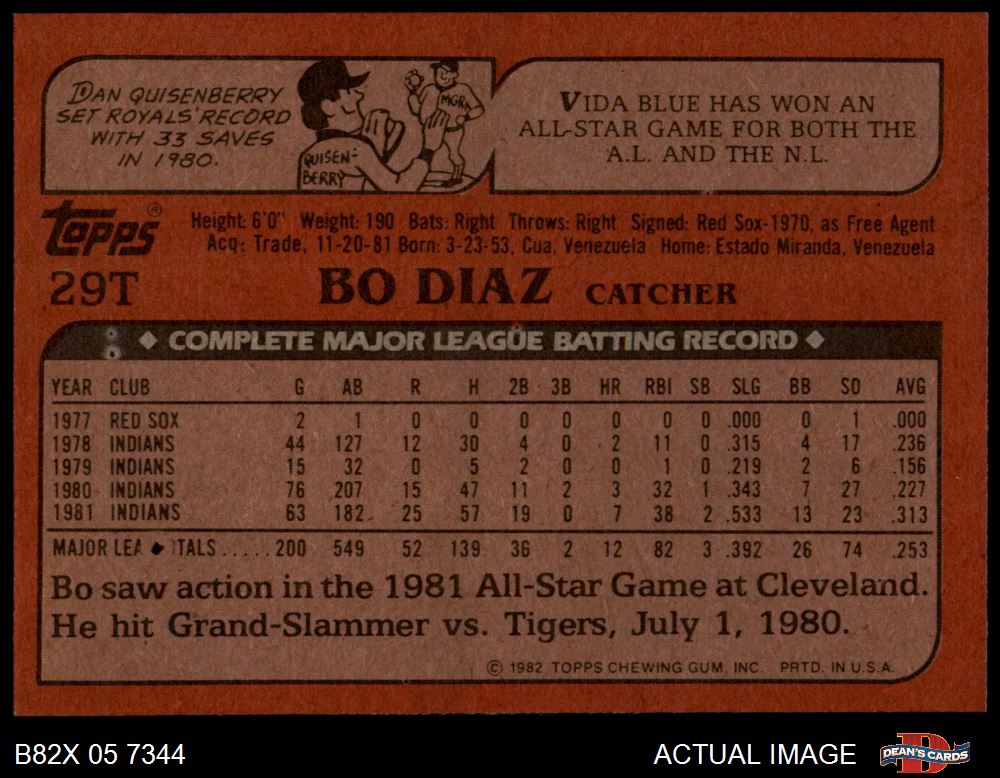 DAN QUISENBERRY
SET ROYALS' RECORD
WITH 33 SAVES
IN 1980.
QUISEN-
BERRY
MGR.
VIDA BLUE HAS WON AN
ALL-STAR GAME FOR BOTH THE
A.L. AND THE N.L.
Topps®
Height: 6'0" Weight: 190 Bats: Right Throws: Right Signed: Red Sox-1970, as Free Agent
Acq: Trade, 11-20-81 Born: 3-23-53, Cua, Venezuela Home: Estado Miranda, Venezuela
29T BO DIAZ CATCHER
◆ COMPLETE MAJOR LEAGUE BATTING RECORD ◆
YEAR CLUB G AB R H 2B 3B HR RBI SB SLG BB SO AVG
1977 RED SOX 2 1 0 0 0 0 0 0 0 .000 0 1 .000
1978 INDIANS 44 127 12 30 4 0 2 11 0 .315 4 17 .236
1979 INDIANS 15 32 0 5 2 0 0 1 0 .219 2 6 .156
1980 INDIANS 76 207 15 47 11 2 3 32 1 .343 7 27 .227
1981 INDIANS 63 182 25 57 19 0 7 38 2 .533 13 23 .313
MAJOR LEA TALS.....200 549 52 139 36 2 12 82 3 .392 26 74 .253
Bo saw action in the 1981 All-Star Game at Cleveland.
He hit Grand-Slammer vs. Tigers, July 1, 1980.
© 1982 TOPPS CHEWING GUM, INC. PRTD. IN U.S.A.
B82X 05 7344 ACTUAL IMAGE DEAN'S CARDS